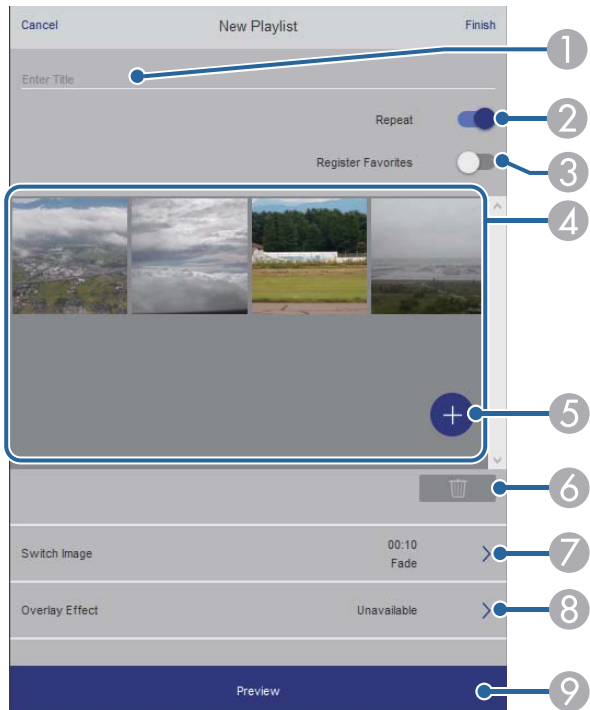 Cancel New Playlist Finish
1
Enter Title
Repeat 2
Register Favorites 3
4
5
6
Switch Image 00:10 7
Fade
Overlay Effect Unavailable 8
Preview 9